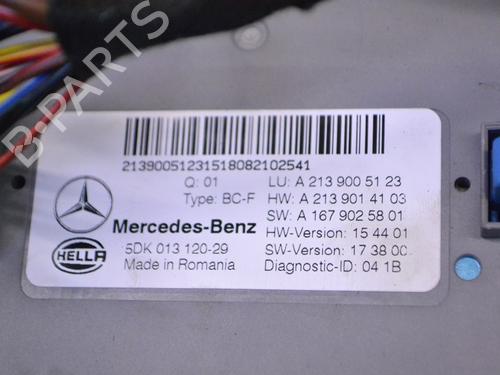 21390051231518082102541
Q: 01
LU: A 213 900 51 23
Type: BC-F
HW: A 213 901 41 03
SW: A 167 902 58 01
Mercedes-Benz
HW-Version: 15 44 01
HELLA
5DK 013 120-29
SW-Version: 17 38 00
Made in Romania
Diagnostic-ID: 04 1B
B-PARTS